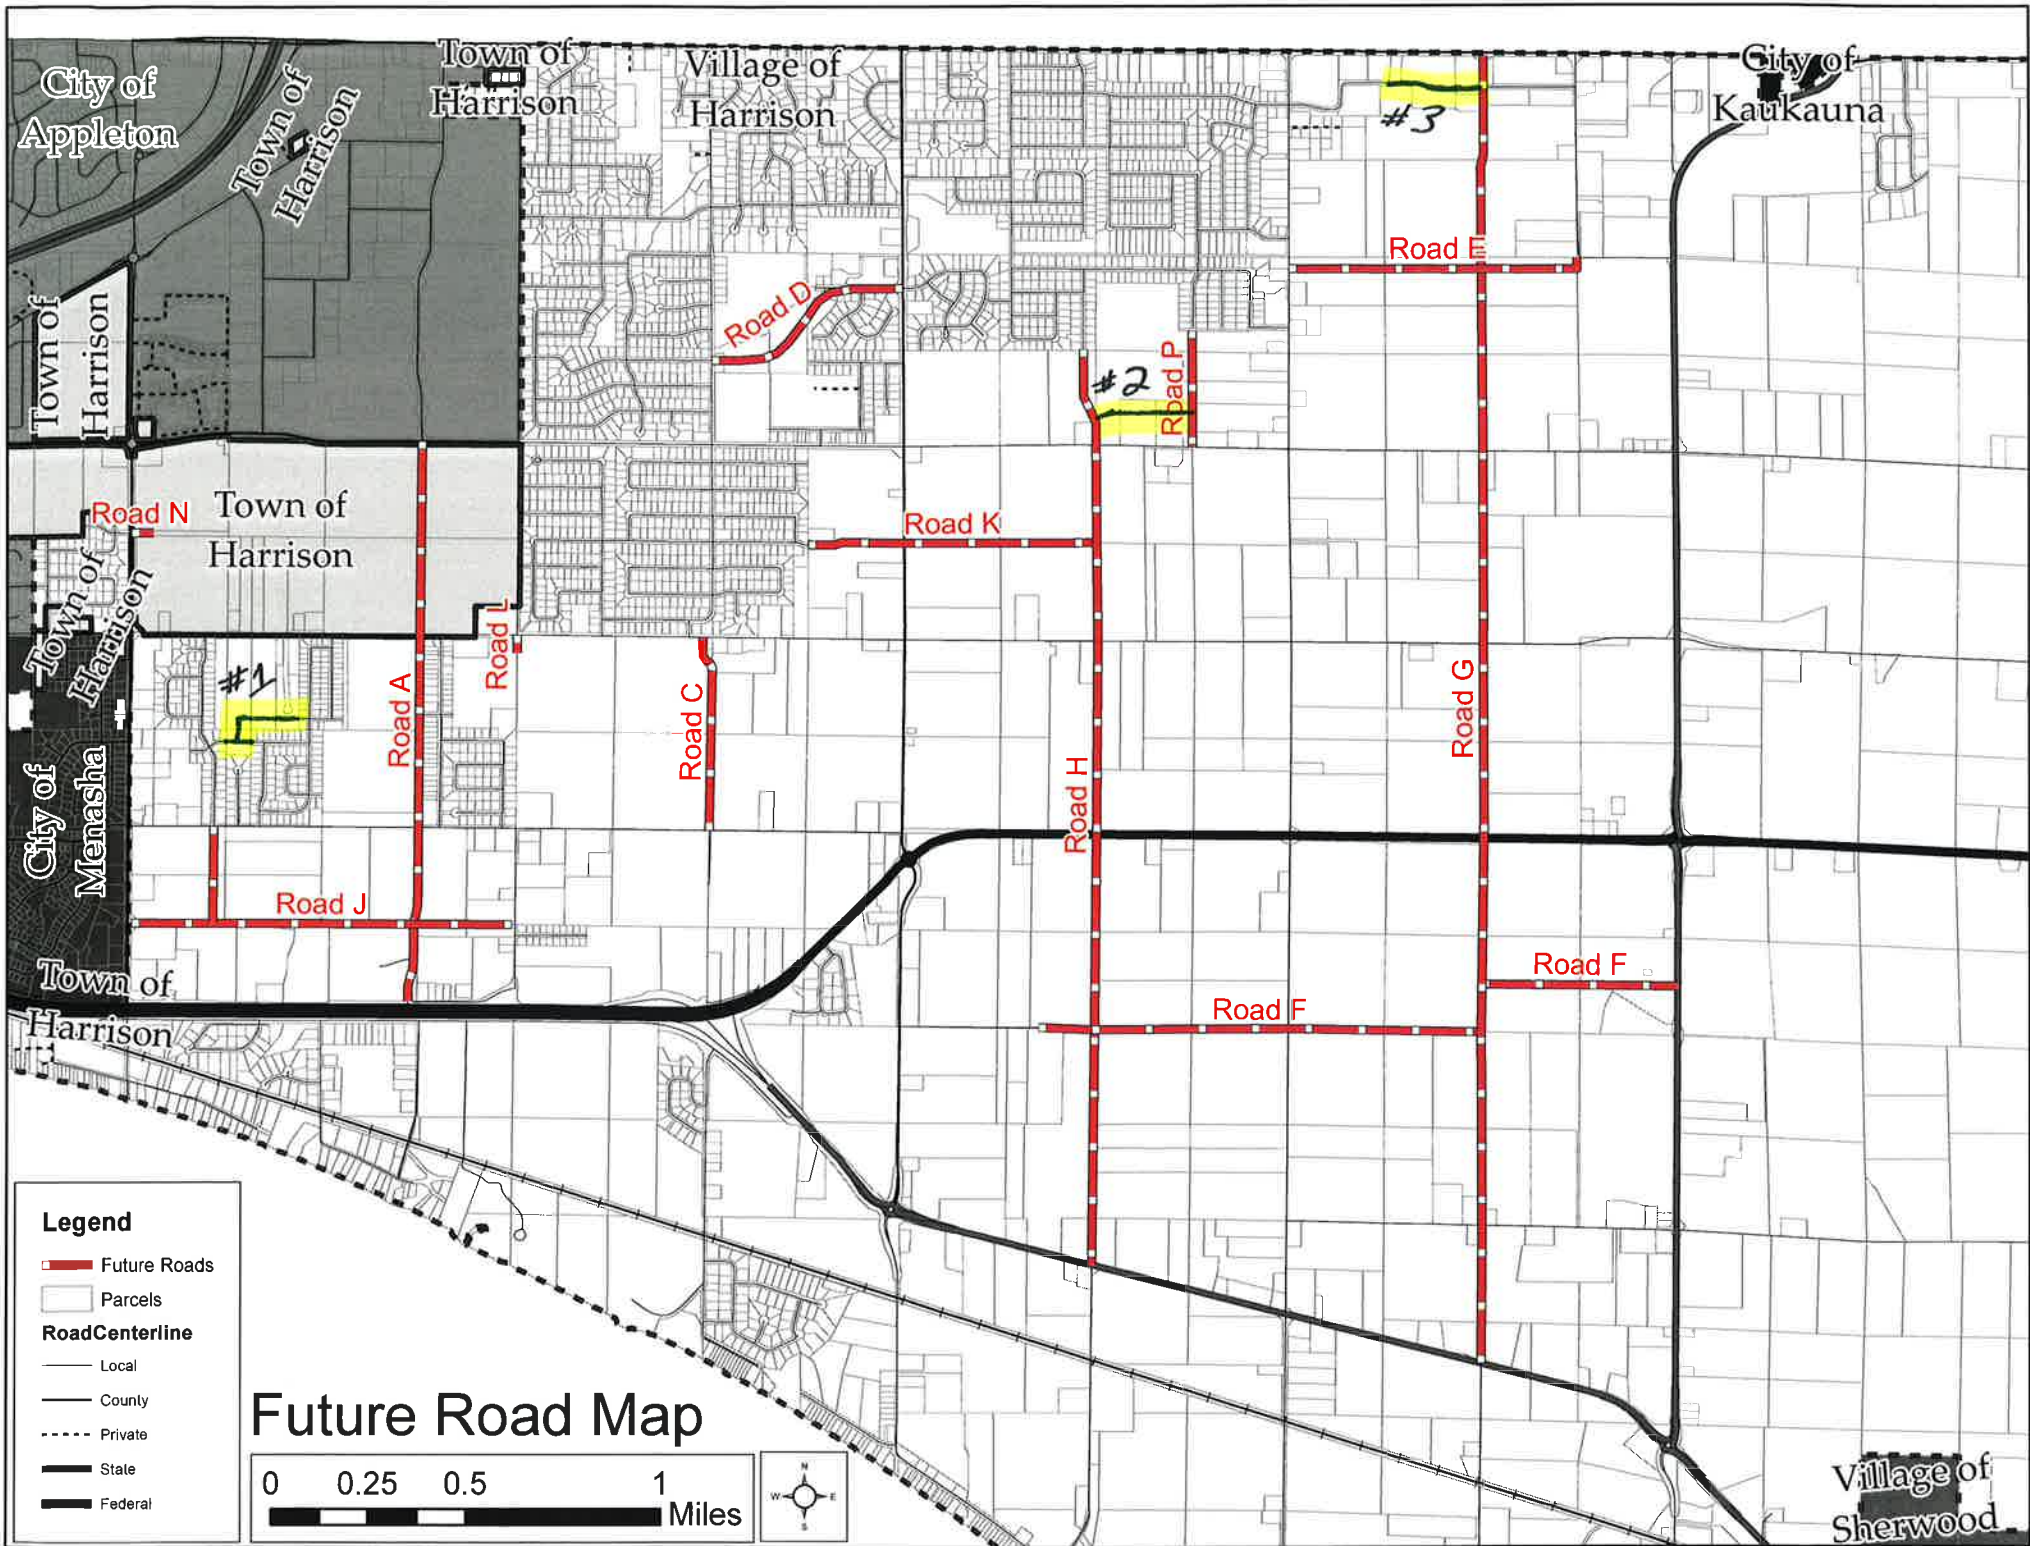 City of
Appleton
Town of
Harrison
Town of
Harrison
Village of
Harrison
#3
City of
Kaukauna
Road E
Town of
Harrison
Road D
#2
Road P
Road N
Town of
Harrison
Road K
Town of
Harrison
Road L
#1
Road A
Road C
Road G
Road H
City of
Menasha
Road J
Town of
Harrison
Road F
Road F
Legend
Future Roads
Parcels
RoadCenterline
Local
County
Private
State
Federal
Future Road Map
0 0.25 0.5 1
Miles
N
W E
S
Village of
Sherwood